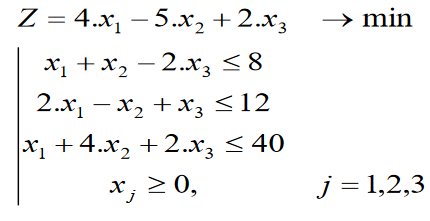 Z = 4.x₁ − 5.x₂ + 2.x₃ → min
x₁ + x₂ − 2.x₃ ≤ 8
2.x₁ − x₂ + x₃ ≤ 12
x₁ + 4.x₂ + 2.x₃ ≤ 40
xⱼ ≥ 0, j = 1,2,3